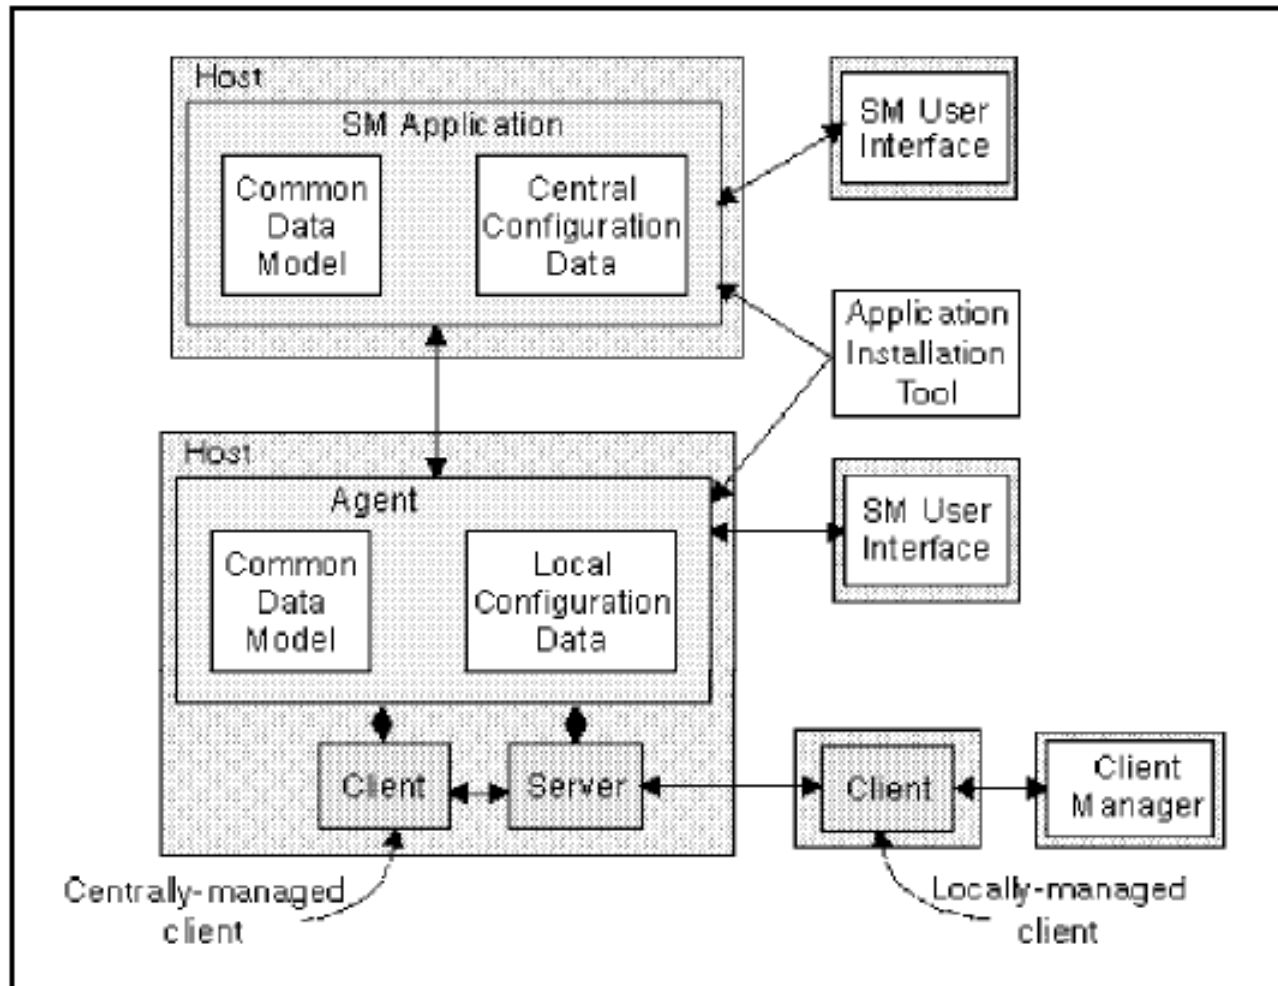 Host
SM Application
Common
Data
Model
Central
Configuration
Data
SM User
Interface
Application
Installation
Tool
Host
Agent
Common
Data
Model
Local
Configuration
Data
SM User
Interface
Client
Server
Client
Client
Manager
Centrally-managed
client
Locally-managed
client